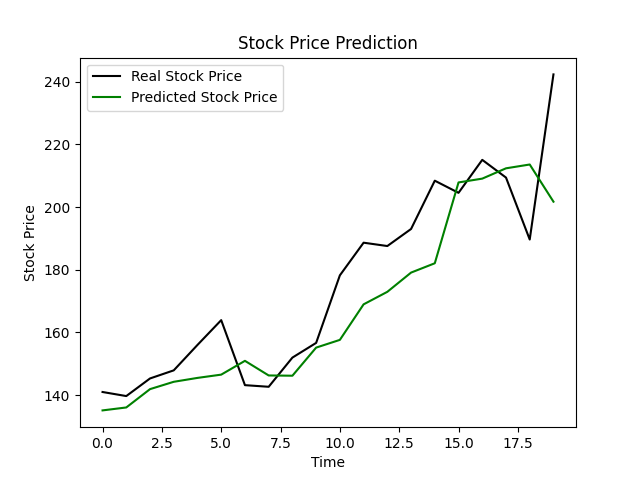 Stock Price Prediction
Real Stock Price
Predicted Stock Price
240
220
200
180
160
140
Stock Price
0.0 2.5 5.0 7.5 10.0 12.5 15.0 17.5
Time